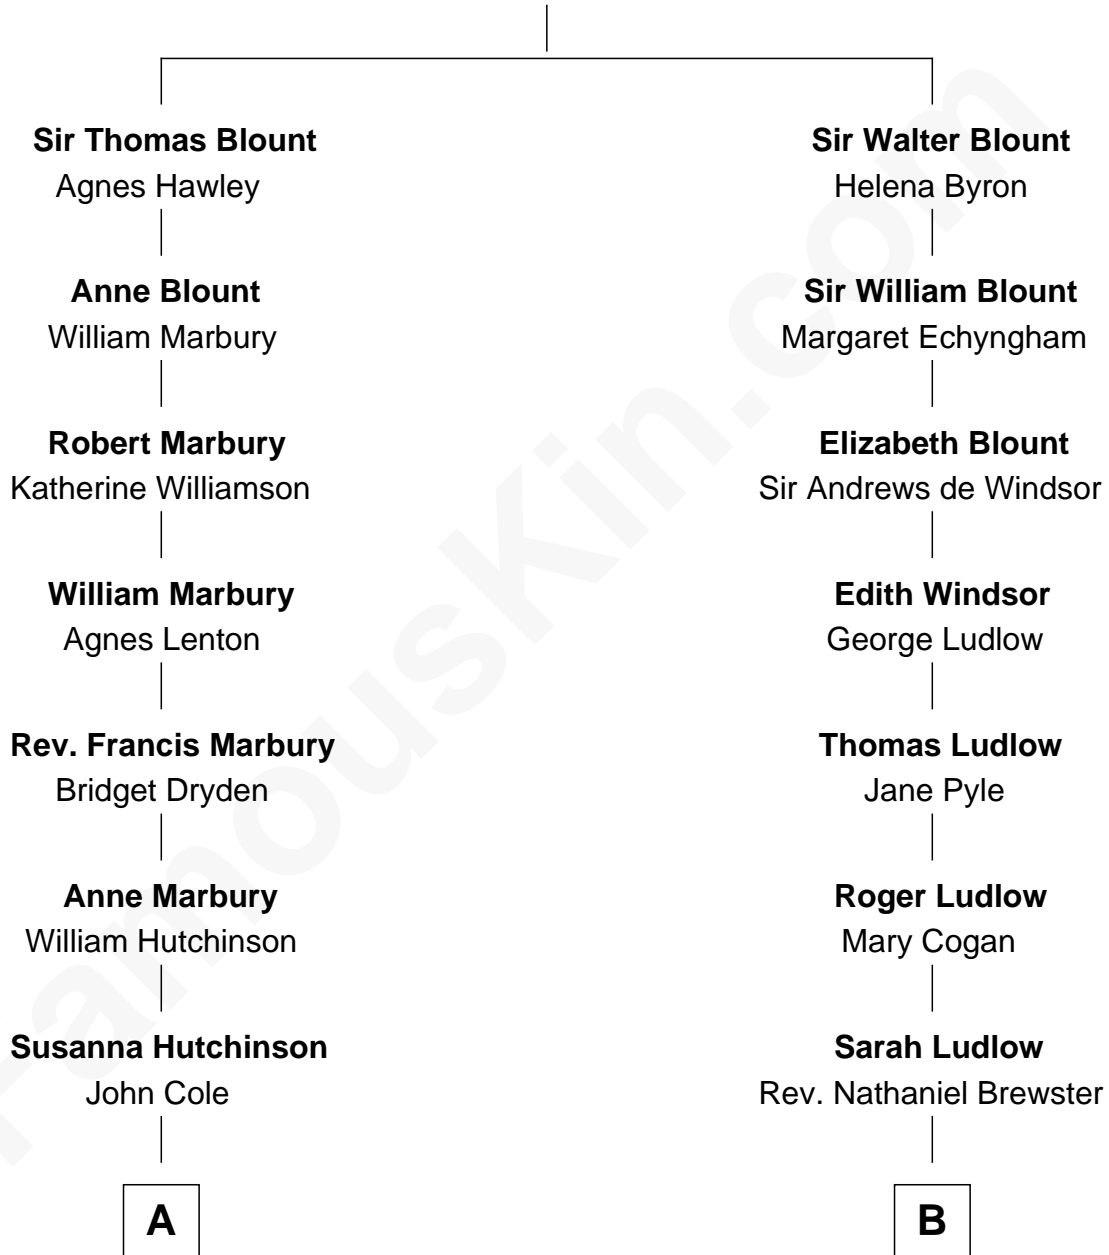 Sir Thomas Blount
Agnes Hawley
Anne Blount
William Marbury
Robert Marbury
Katherine Williamson
William Marbury
Agnes Lenton
Rev. Francis Marbury
Bridget Dryden
Anne Marbury
William Hutchinson
Susanna Hutchinson
John Cole
A
Sir Walter Blount
Helena Byron
Sir William Blount
Margaret Echyngham
Elizabeth Blount
Sir Andrews de Windsor
Edith Windsor
George Ludlow
Thomas Ludlow
Jane Pyle
Roger Ludlow
Mary Cogan
Sarah Ludlow
Rev. Nathaniel Brewster
B
FamousKin.com